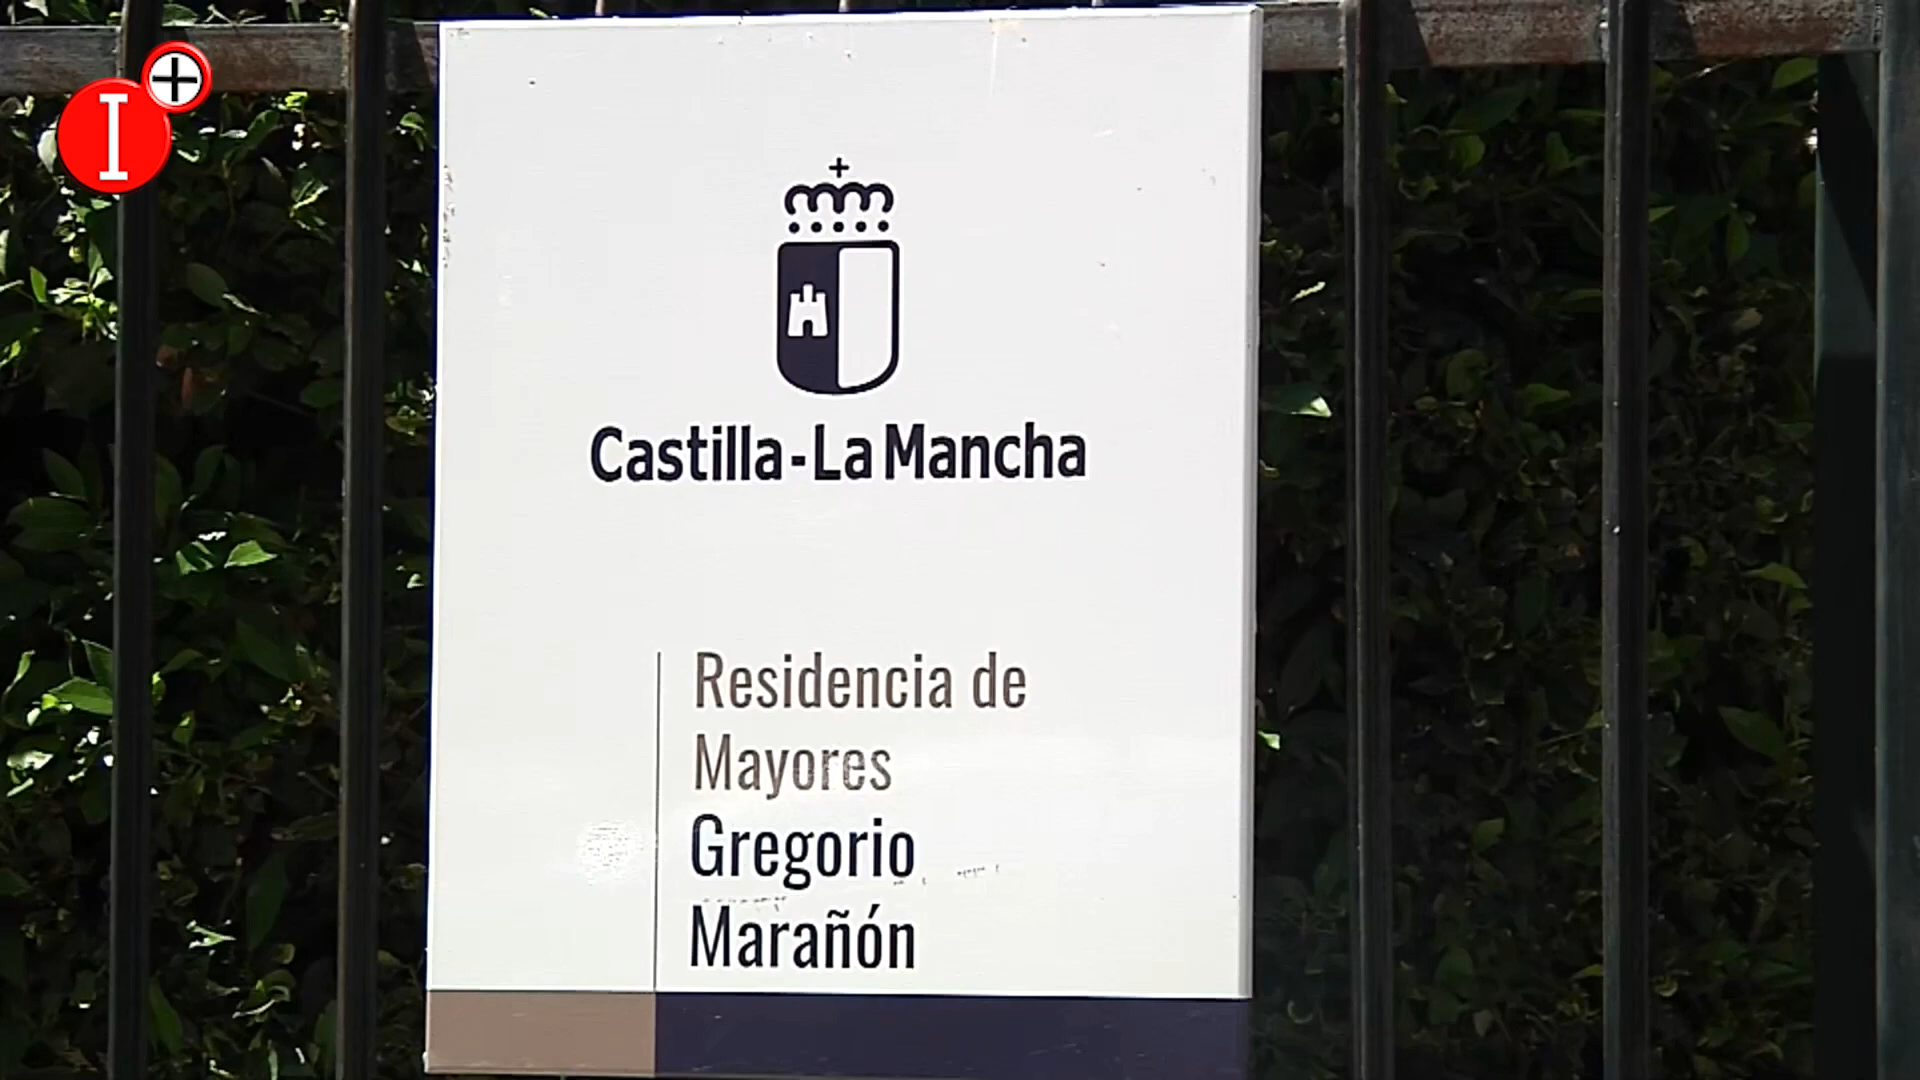 I+
Castilla-La Mancha
Residencia de
Mayores
Gregorio
Marañón